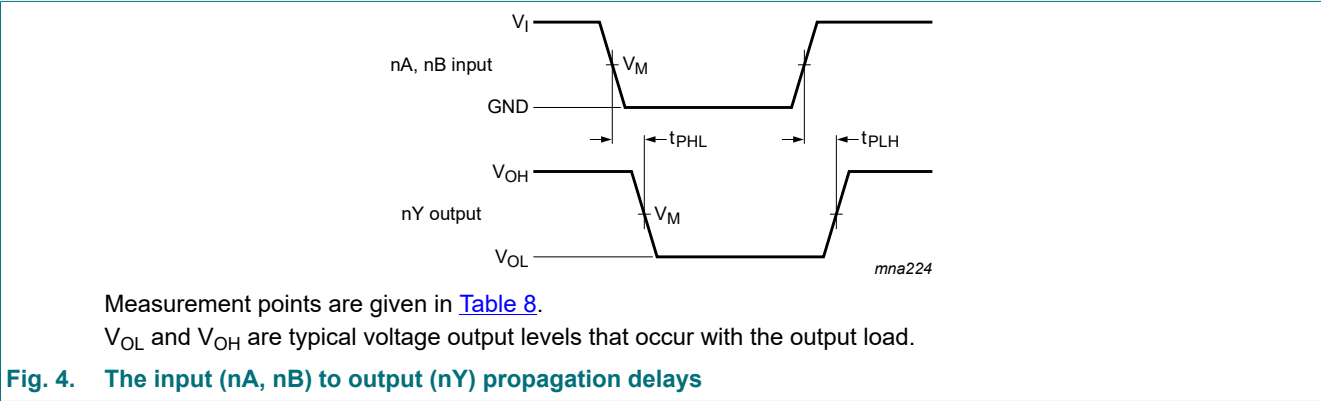 VI
nA, nB input
VM
GND
tPHL
tPLH
VOH
nY output
VM
VOL
mna224
Measurement points are given in Table 8.
VOL and VOH are typical voltage output levels that occur with the output load.
Fig. 4. The input (nA, nB) to output (nY) propagation delays